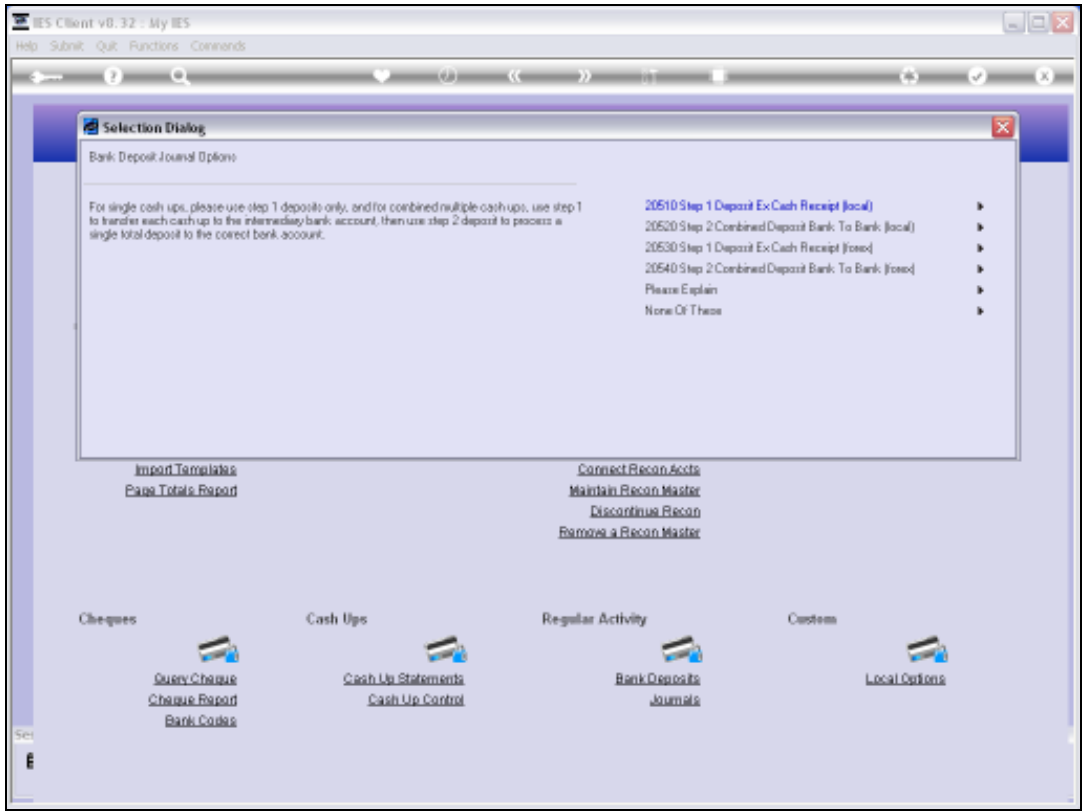 IES Client v8.32 : My IES
Help Submit Quit Functions Commands
Selection Dialog
Bank Deposit Journal Options
For single cash ups, please use step 1 deposits only, and for combined multiple cash ups, use step 1
to transfer each cash up to the intermediary bank account, then use step 2 deposit to process a
single total deposit to the correct bank account.
20510 Step 1 Deposit Ex Cash Receipt (local)
20520 Step 2 Combined Deposit Bank To Bank (local)
20530 Step 1 Deposit Ex Cash Receipt (forex)
20540 Step 2 Combined Deposit Bank To Bank (forex)
Please Explain
None Of These
Import Templates
Page Totals Report
Connect Recon Accts
Maintain Recon Master
Discontinue Recon
Remove a Recon Master
Cheques
Query Cheque
Cheque Report
Bank Codes
Cash Ups
Cash Up Statements
Cash Up Control
Regular Activity
Bank Deposits
Journals
Custom
Local Options
Ses